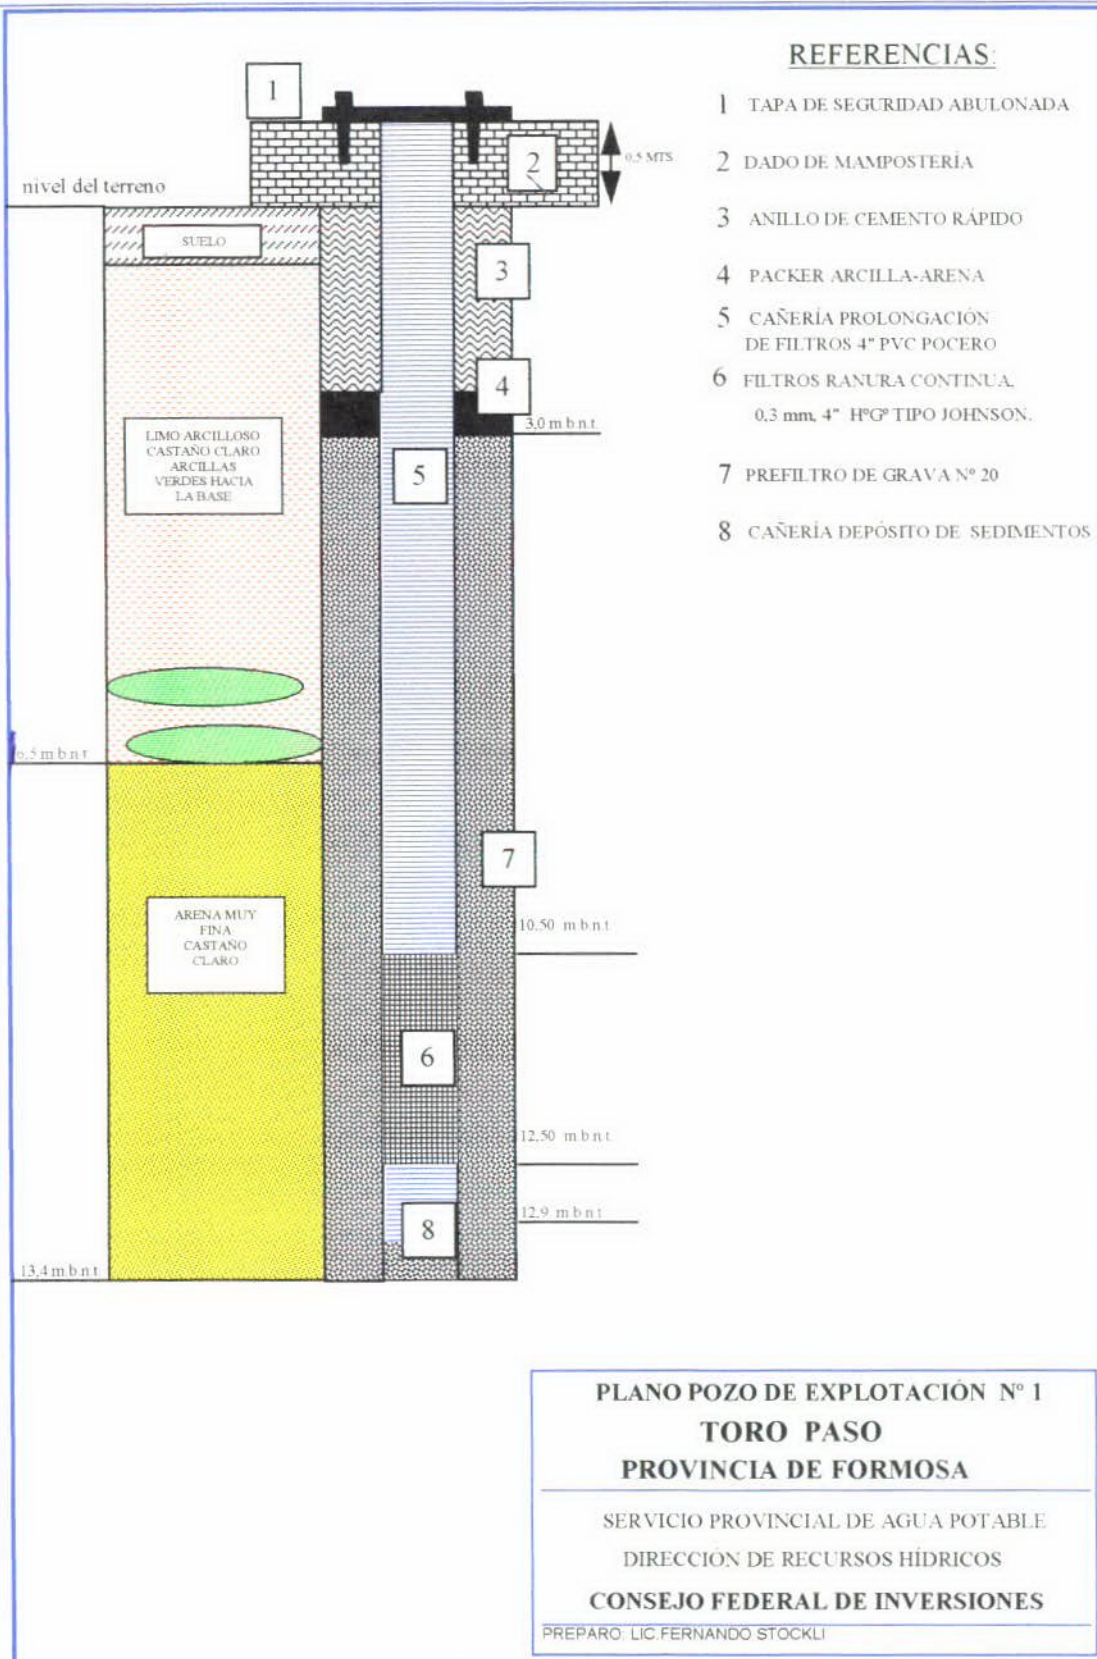 REFERENCIAS:
1 TAPA DE SEGURIDAD ABULONADA
2 DADO DE MAMPOSTERÍA
3 ANILLO DE CEMENTO RÁPIDO
4 PACKER ARCILLA-ARENA
5 CAÑERÍA PROLONGACIÓN
DE FILTROS 4" PVC POCERO
6 FILTROS RANURA CONTINUA,
0,3 mm, 4" HºGº TIPO JOHNSON.
7 PREFILTRO DE GRAVA Nº 20
8 CAÑERÍA DEPÓSITO DE SEDIMENTOS
1
2
0,5 MTS.
nivel del terreno
SUELO
3
4
3,0 m.b.n.t.
LIMO ARCILLOSO
CASTAÑO CLARO
ARCILLAS
VERDES HACIA
LA BASE
5
6,5 m.b.n.t.
7
ARENA MUY
FINA
CASTAÑO
CLARO
10,50 m.b.n.t.
6
12,50 m.b.n.t.
12,9 m.b.n.t.
8
13,4 m.b.n.t.
PLANO POZO DE EXPLOTACIÓN Nº 1
TORO PASO
PROVINCIA DE FORMOSA
SERVICIO PROVINCIAL DE AGUA POTABLE
DIRECCIÓN DE RECURSOS HÍDRICOS
CONSEJO FEDERAL DE INVERSIONES
PREPARO: LIC.FERNANDO STOCKLI